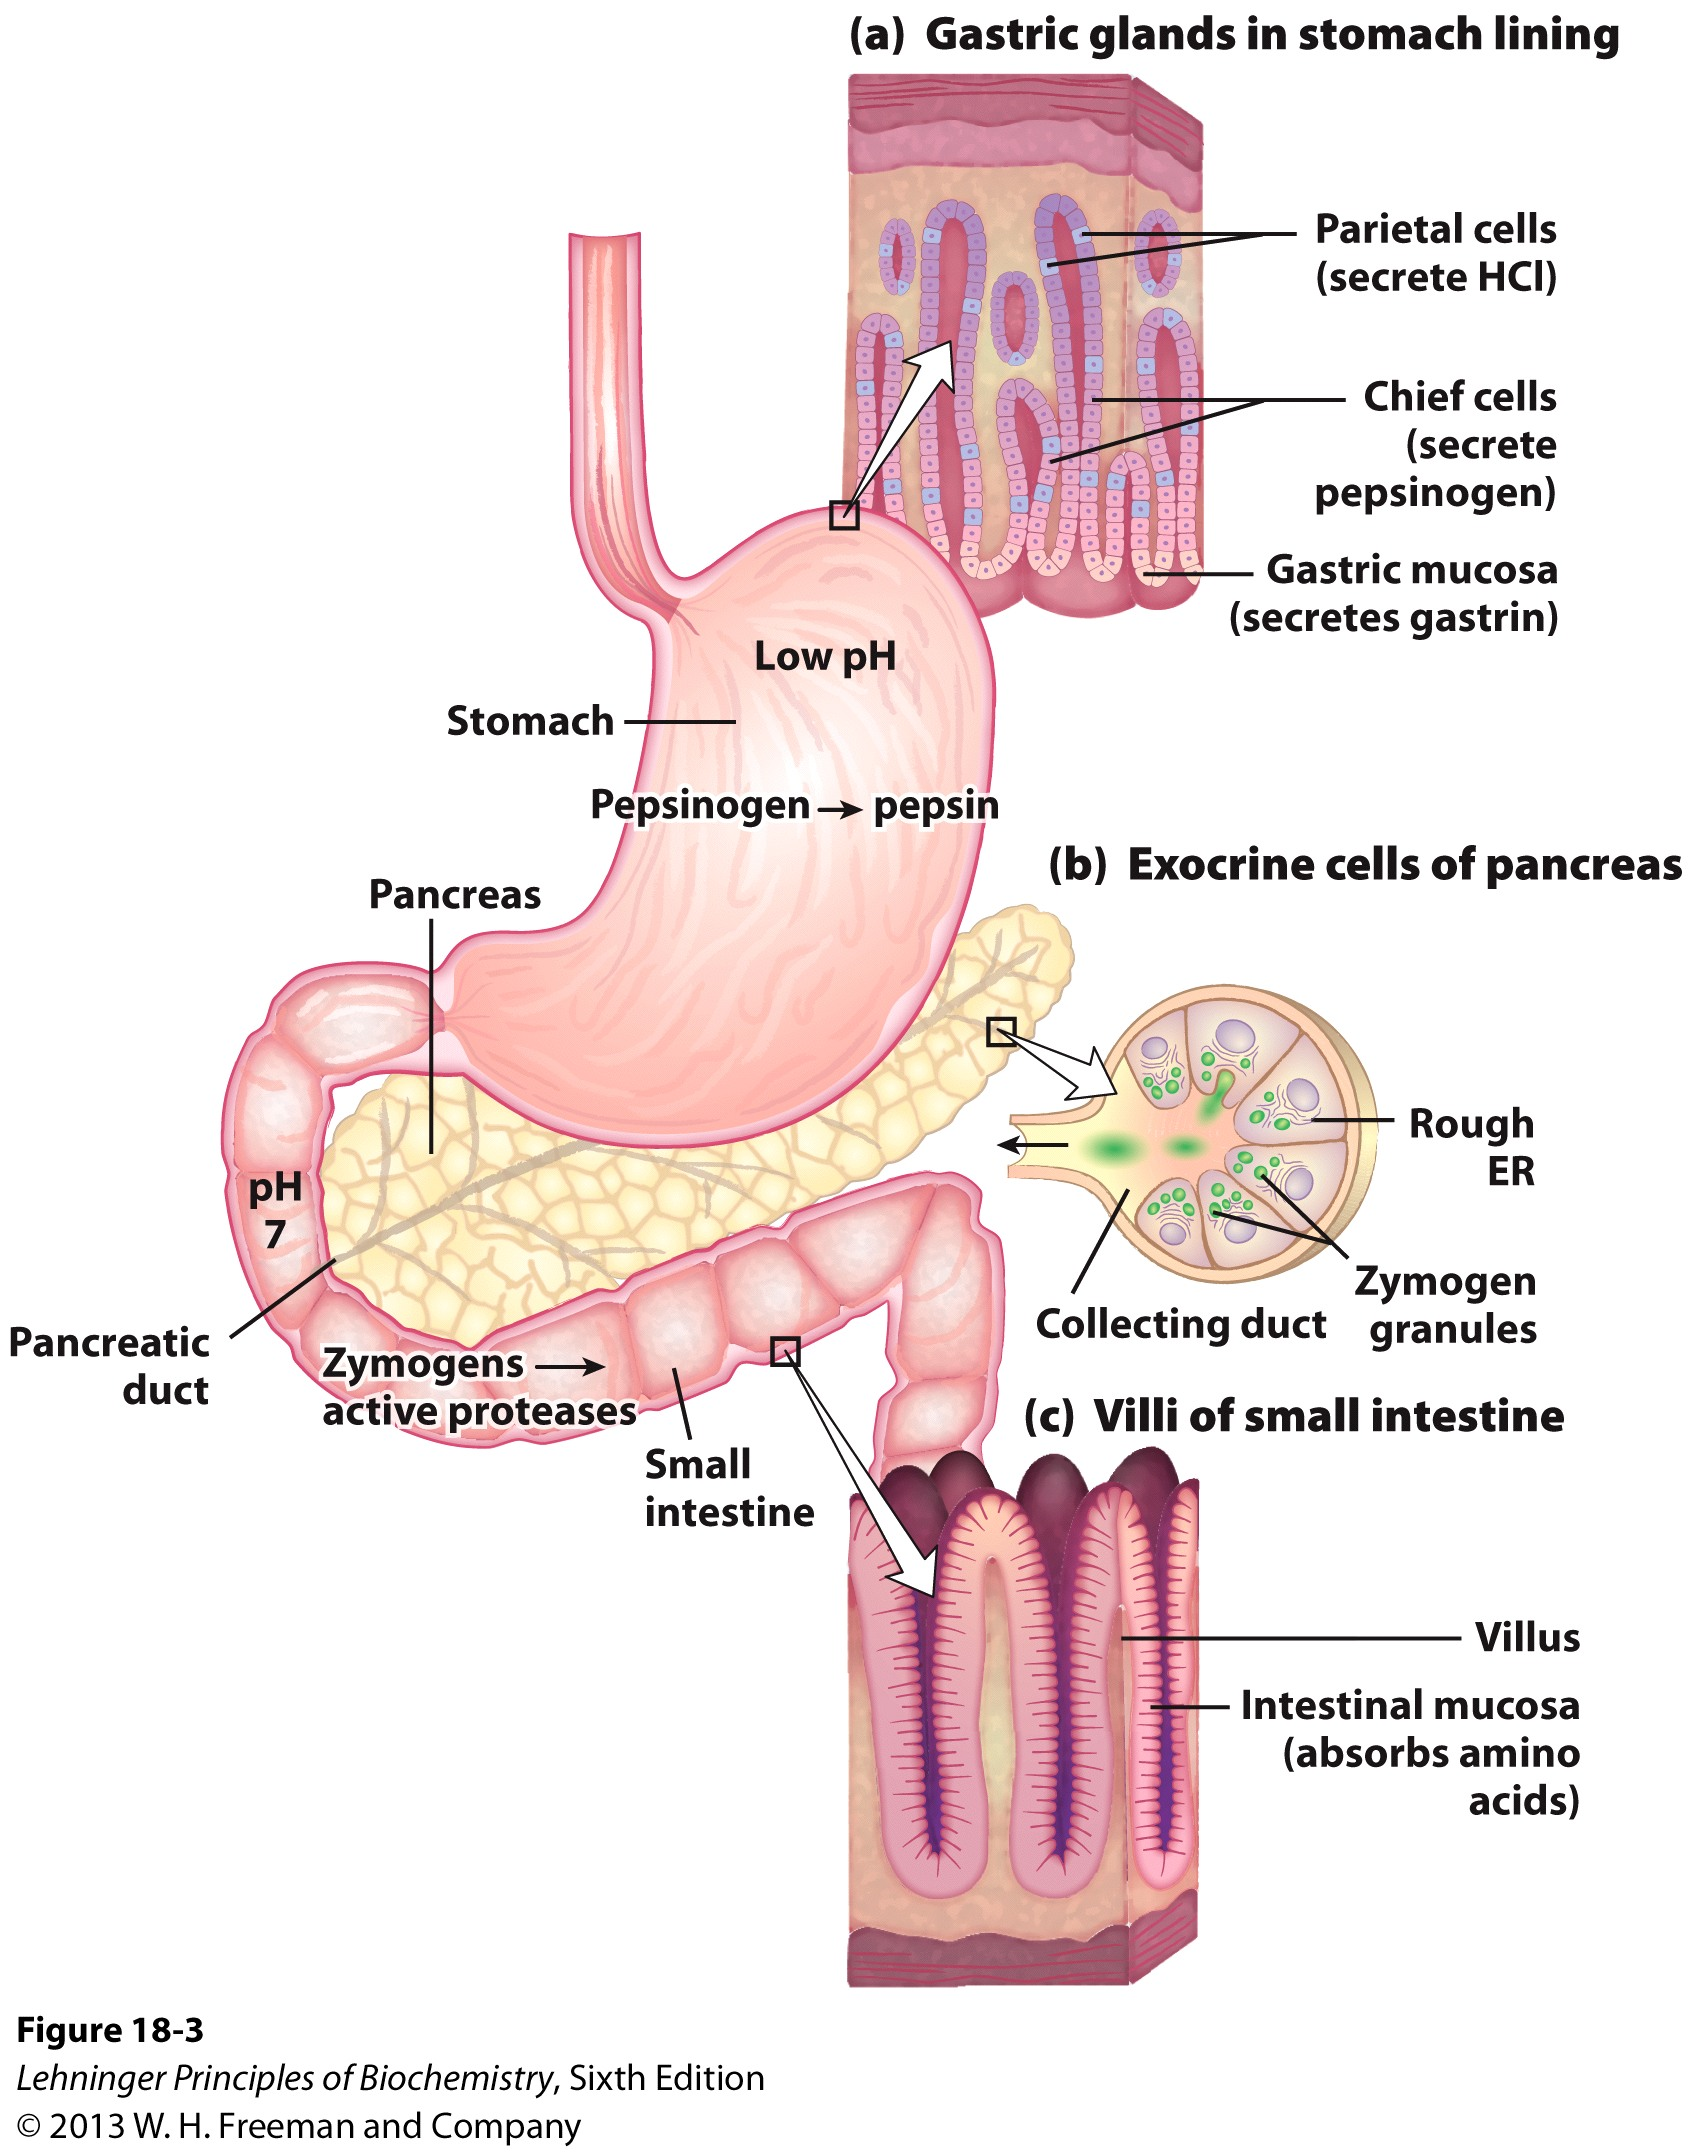 (a) Gastric glands in stomach lining
Parietal cells
(secrete HCl)
Chief cells
(secrete
pepsinogen)
Gastric mucosa
(secretes gastrin)
Low pH
Stomach
Pepsinogen → pepsin
(b) Exocrine cells of pancreas
Pancreas
Rough
ER
pH
7
Zymogen
granules
Collecting duct
Pancreatic
duct
Zymogens →
active proteases
Small
intestine
(c) Villi of small intestine
Villus
Intestinal mucosa
(absorbs amino
acids)
Figure 18-3
Lehninger Principles of Biochemistry, Sixth Edition
© 2013 W. H. Freeman and Company